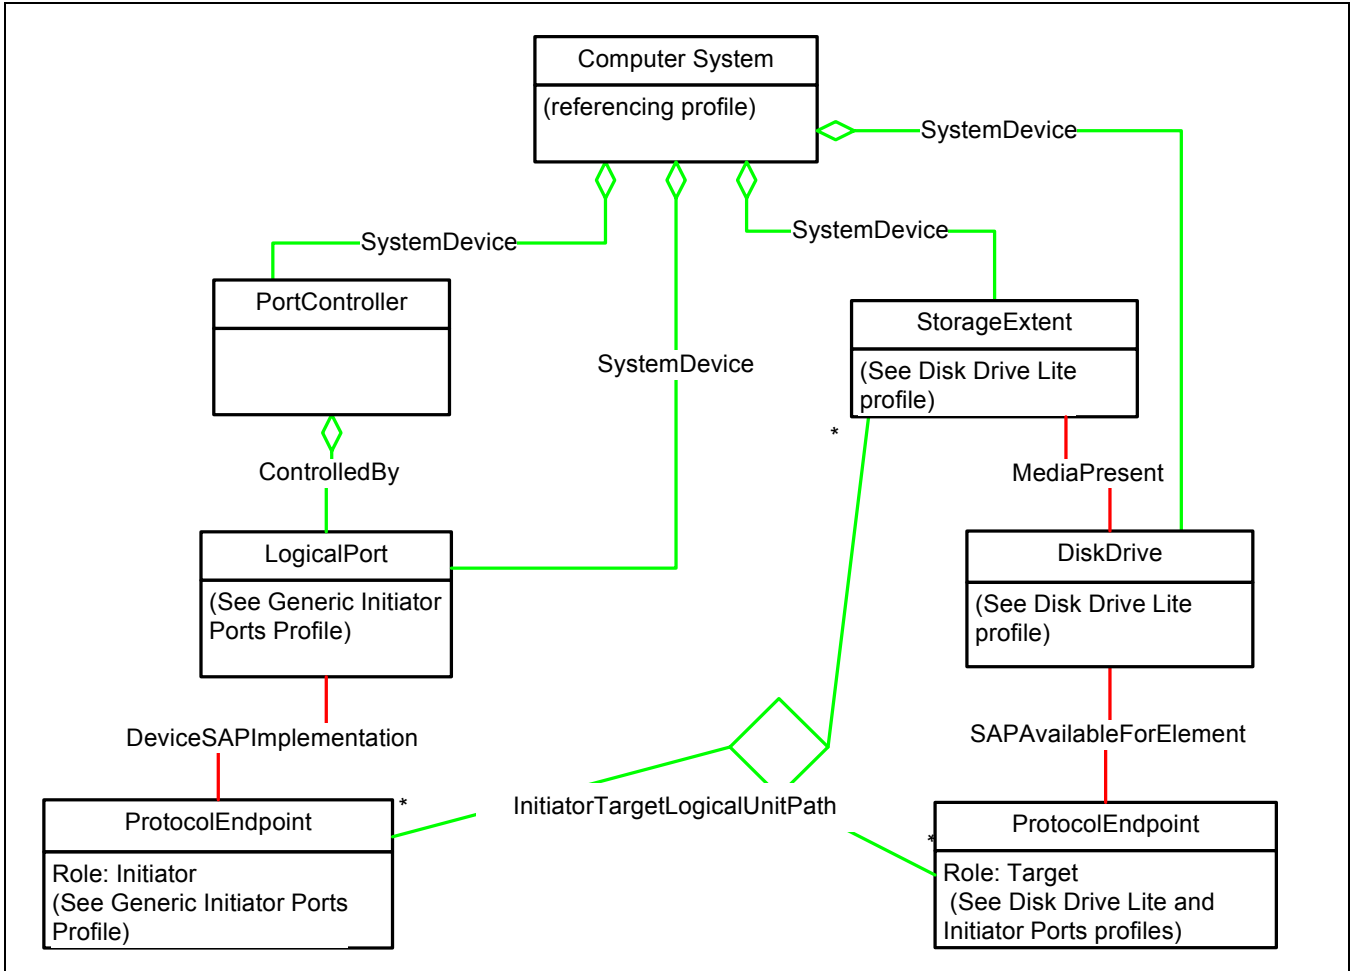 Computer System
(referencing profile)
SystemDevice
SystemDevice
SystemDevice
PortController
StorageExtent
(See Disk Drive Lite
profile)
SystemDevice
*
ControlledBy
MediaPresent
LogicalPort
(See Generic Initiator
Ports Profile)
DiskDrive
(See Disk Drive Lite
profile)
DeviceSAPImplementation
SAPAvailableForElement
*
InitiatorTargetLogicalUnitPath
*
ProtocolEndpoint
Role: Initiator
(See Generic Initiator Ports
Profile)
ProtocolEndpoint
Role: Target
(See Disk Drive Lite and
Initiator Ports profiles)